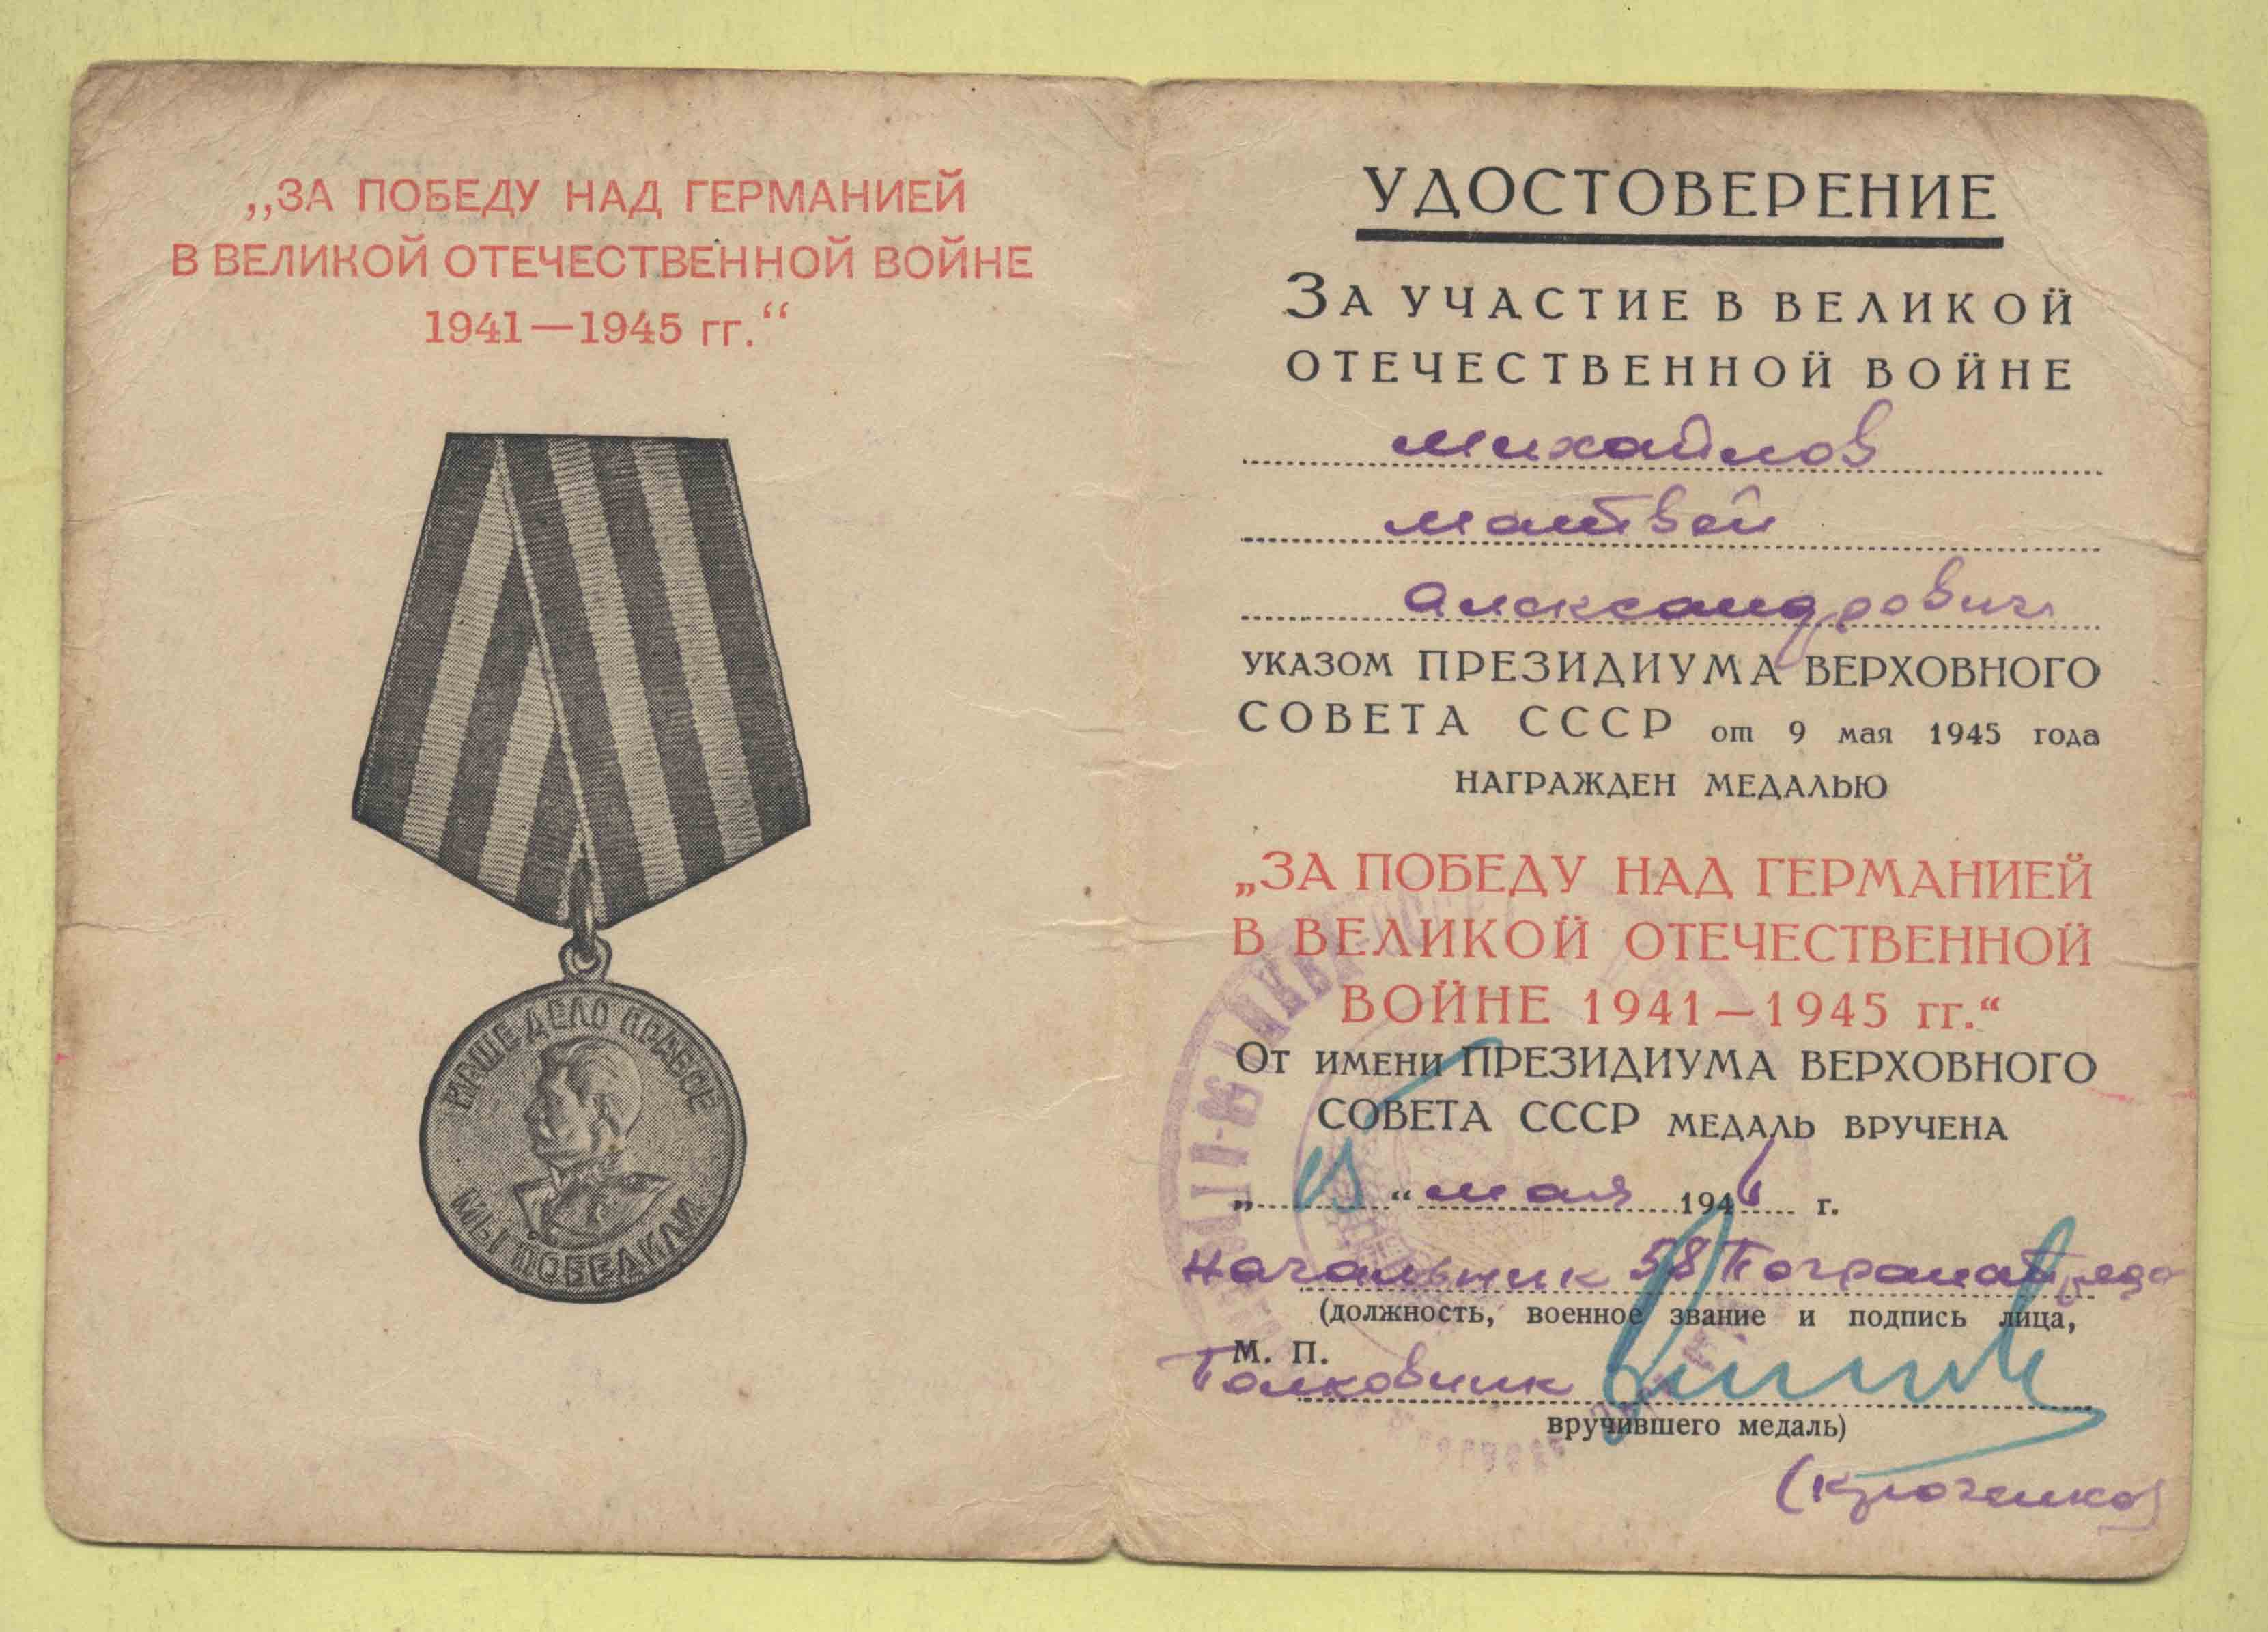 „ЗА ПОБЕДУ НАД ГЕРМАНИЕЙ
В ВЕЛИКОЙ ОТЕЧЕСТВЕННОЙ ВОЙНЕ
1941—1945 гг.“
НАШЕ ДЕЛО ПРАВОЕ
МЫ ПОБЕДИЛИ
УДОСТОВЕРЕНИЕ
ЗА УЧАСТИЕ В ВЕЛИКОЙ
ОТЕЧЕСТВЕННОЙ ВОЙНЕ
Михайлов
Матвей
Александрович
УКАЗОМ ПРЕЗИДИУМА ВЕРХОВНОГО
СОВЕТА СССР от 9 мая 1945 года
НАГРАЖДЕН МЕДАЛЬЮ
„ЗА ПОБЕДУ НАД ГЕРМАНИЕЙ
В ВЕЛИКОЙ ОТЕЧЕСТВЕННОЙ
ВОЙНЕ 1941—1945 гг.“
ОТ ИМЕНИ ПРЕЗИДИУМА ВЕРХОВНОГО
СОВЕТА СССР МЕДАЛЬ ВРУЧЕНА
„15“ мая 1946 г.
Начальник 58 Погранотряда
(должность, военное звание и подпись лица,
М. П.
Полковник
вручившего медаль)
(Крюченко)